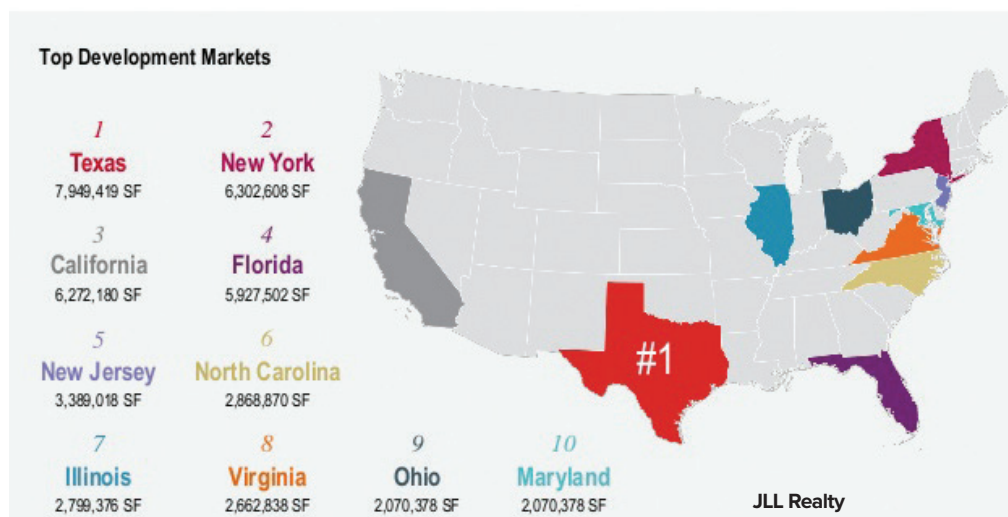 Top Development Markets
1
Texas
7,949,419 SF
2
New York
6,302,608 SF
3
California
6,272,180 SF
4
Florida
5,927,502 SF
5
New Jersey
3,389,018 SF
6
North Carolina
2,868,870 SF
7
Illinois
2,799,376 SF
8
Virginia
2,662,838 SF
9
Ohio
2,070,378 SF
10
Maryland
2,070,378 SF
#1
JLL Realty